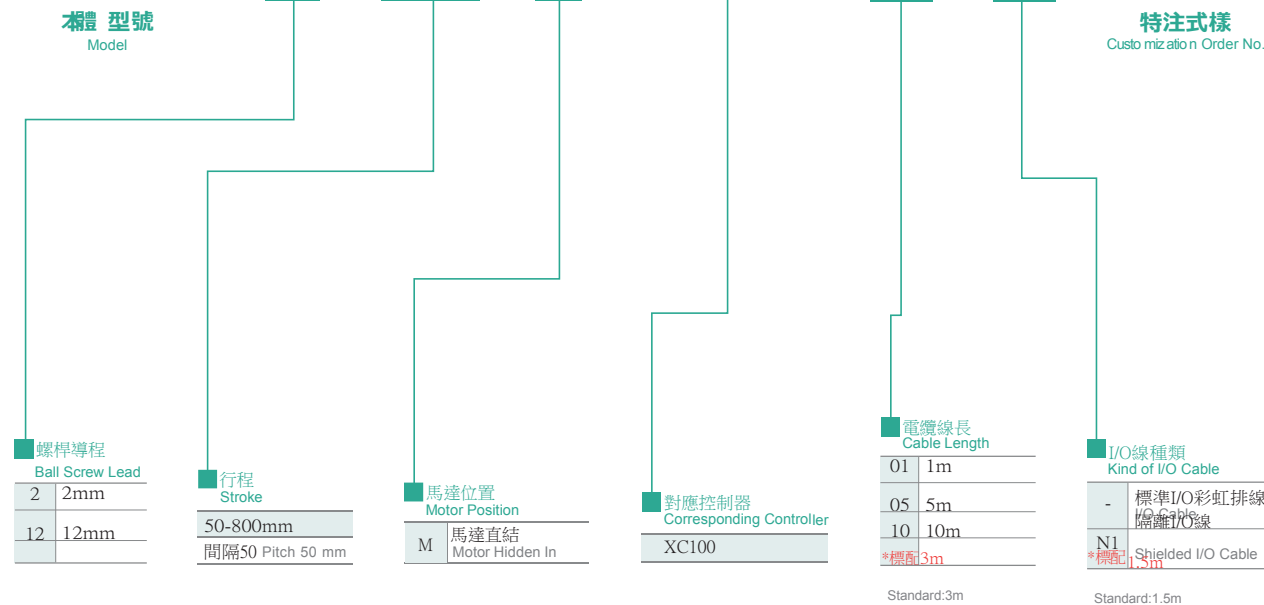 本體 型號
Model
特注式樣
Customization Order No.
螺桿導程
Ball Screw Lead
2 2mm
12 12mm
行程
Stroke
50-800mm
間隔50 Pitch 50 mm
馬達位置
Motor Position
M 馬達直結
Motor Hidden In
對應控制器
Corresponding Controller
XC100
電纜線長
Cable Length
01 1m
05 5m
10 10m
*標配3m
Standard:3m
I/O線種類
Kind of I/O Cable
- 標準I/O彩虹排線
I/O Cable
隔離I/O線
N1 Shielded I/O Cable
*標配1.5m
Standard:1.5m